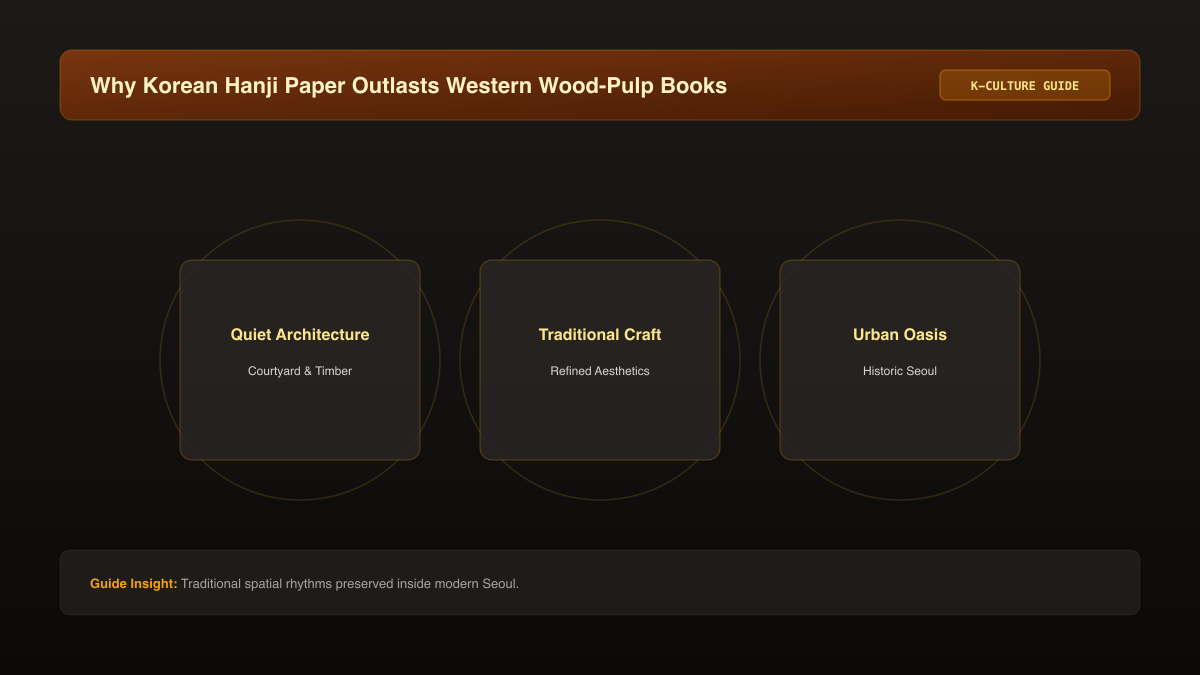 Why Korean Hanji Paper Outlasts Western Wood-Pulp Books
K-CULTURE GUIDE
Quiet Architecture
Courtyard & Timber
Traditional Craft
Refined Aesthetics
Urban Oasis
Historic Seoul
Guide Insight: Traditional spatial rhythms preserved inside modern Seoul.